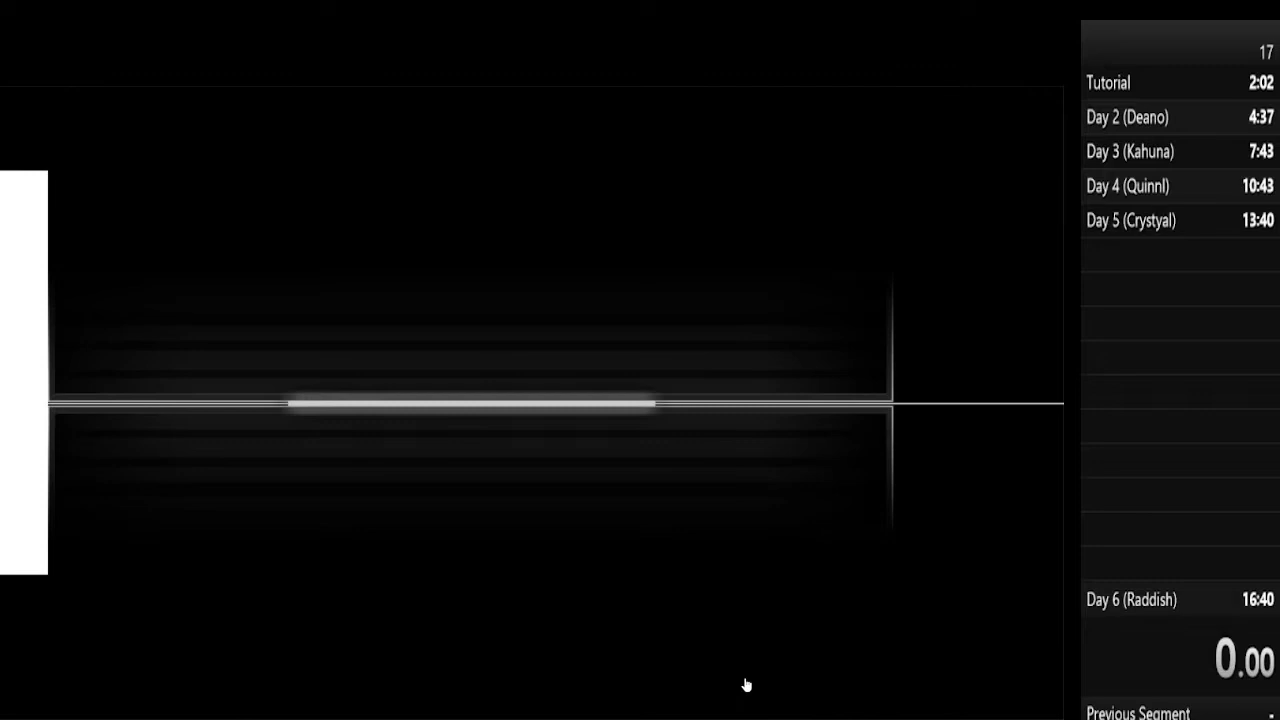 17
Tutorial 2:02
Day 2 (Deano) 4:37
Day 3 (Kahuna) 7:43
Day 4 (Quinnl) 10:43
Day 5 (Crystyal) 13:40
Day 6 (Raddish) 16:40
0.00
Previous Segment -